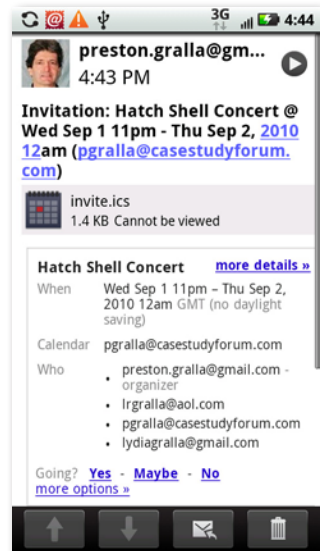 3G 4:44
preston.gralla@gm...
4:43 PM
Invitation: Hatch Shell Concert @
Wed Sep 1 11pm - Thu Sep 2, 2010
12am (pgralla@casestudyforum.
com)
invite.ics
1.4 KB Cannot be viewed
Hatch Shell Concert more details »
When Wed Sep 1 11pm – Thu Sep 2,
2010 12am GMT (no daylight
saving)
Calendar pgralla@casestudyforum.com
Who • preston.gralla@gmail.com -
organizer
• lrgralla@aol.com
• pgralla@casestudyforum.com
• lydiagralla@gmail.com
Going? Yes - Maybe - No
more options »